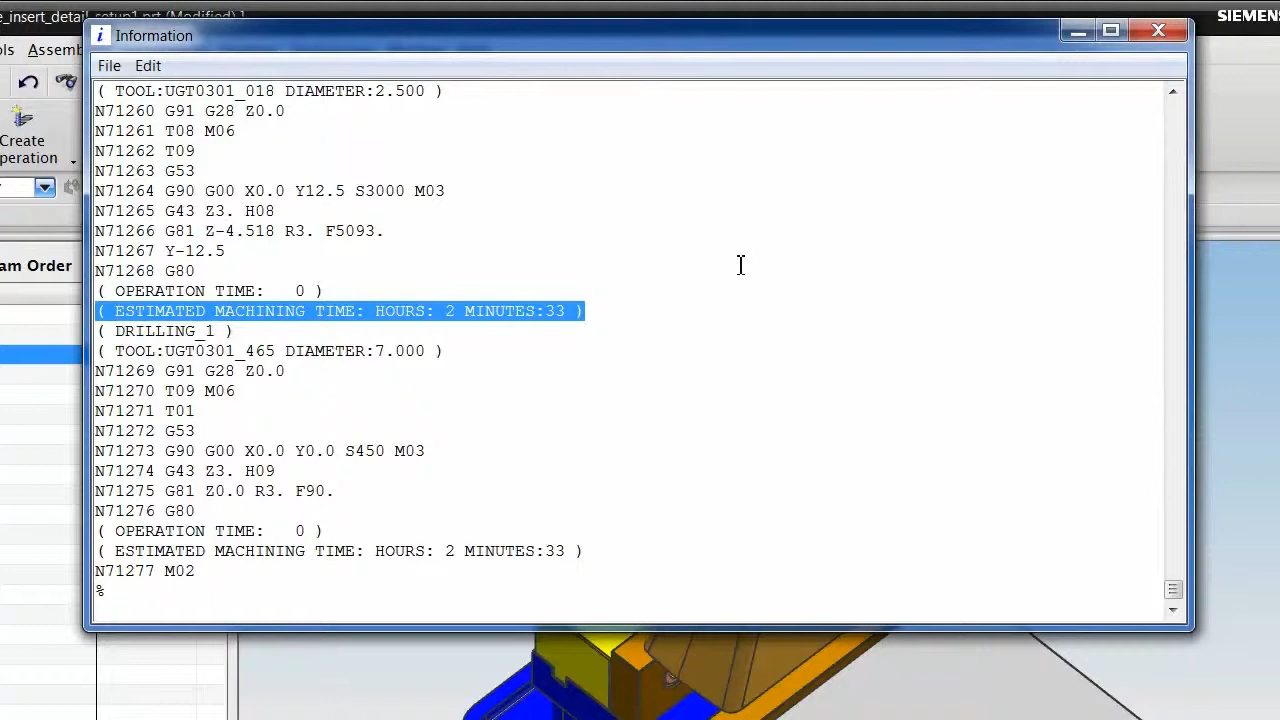 e_insert_detail_setup1.prt (Modified) ]
SIEMENS
Information
ols Assemb
File Edit
Create
peration
am Order
( TOOL:UGT0301_018 DIAMETER:2.500 )
N71260 G91 G28 Z0.0
N71261 T08 M06
N71262 T09
N71263 G53
N71264 G90 G00 X0.0 Y12.5 S3000 M03
N71265 G43 Z3. H08
N71266 G81 Z-4.518 R3. F5093.
N71267 Y-12.5
N71268 G80
( OPERATION TIME: 0 )
( ESTIMATED MACHINING TIME: HOURS: 2 MINUTES:33 )
( DRILLING_1 )
( TOOL:UGT0301_465 DIAMETER:7.000 )
N71269 G91 G28 Z0.0
N71270 T09 M06
N71271 T01
N71272 G53
N71273 G90 G00 X0.0 Y0.0 S450 M03
N71274 G43 Z3. H09
N71275 G81 Z0.0 R3. F90.
N71276 G80
( OPERATION TIME: 0 )
( ESTIMATED MACHINING TIME: HOURS: 2 MINUTES:33 )
N71277 M02
%